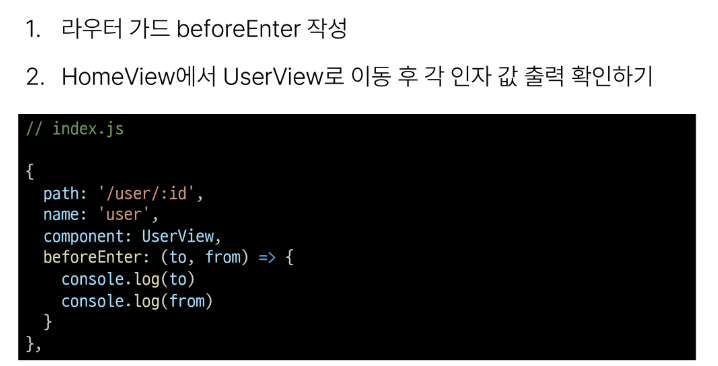 1. 라우터 가드 beforeEnter 작성
2. HomeView에서 UserView로 이동 후 각 인자 값 출력 확인하기
// index.js
{
path: '/user/:id',
name: 'user',
component: UserView,
beforeEnter: (to, from) => {
console.log(to)
console.log(from)
}
},